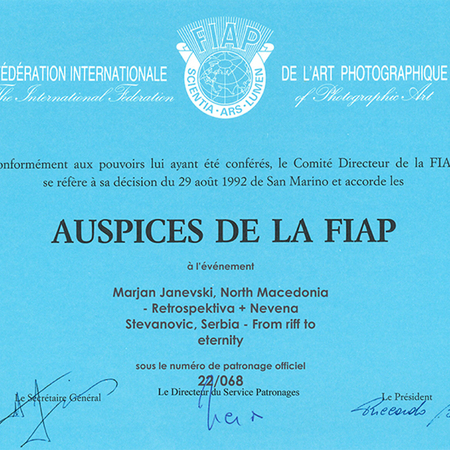 FIAP
SCIENTIA - ARS - LUMEN
FÉDÉRATION INTERNATIONALE DE L'ART PHOTOGRAPHIQUE
The International Federation of Photographic Art
onformément aux pouvoirs lui ayant été conférés, le Comité Directeur de la FIA
se réfère à sa décision du 29 août 1992 de San Marino et accorde les
AUSPICES DE LA FIAP
à l'événement
Marjan Janevski, North Macedonia
- Retrospektiva + Nevena
Stevanovic, Serbia - From riff to
eternity
sous le numéro de patronage officiel
22/068
Le Secrétaire Général Le Directeur du Service Patronages Le Président
Riccardo